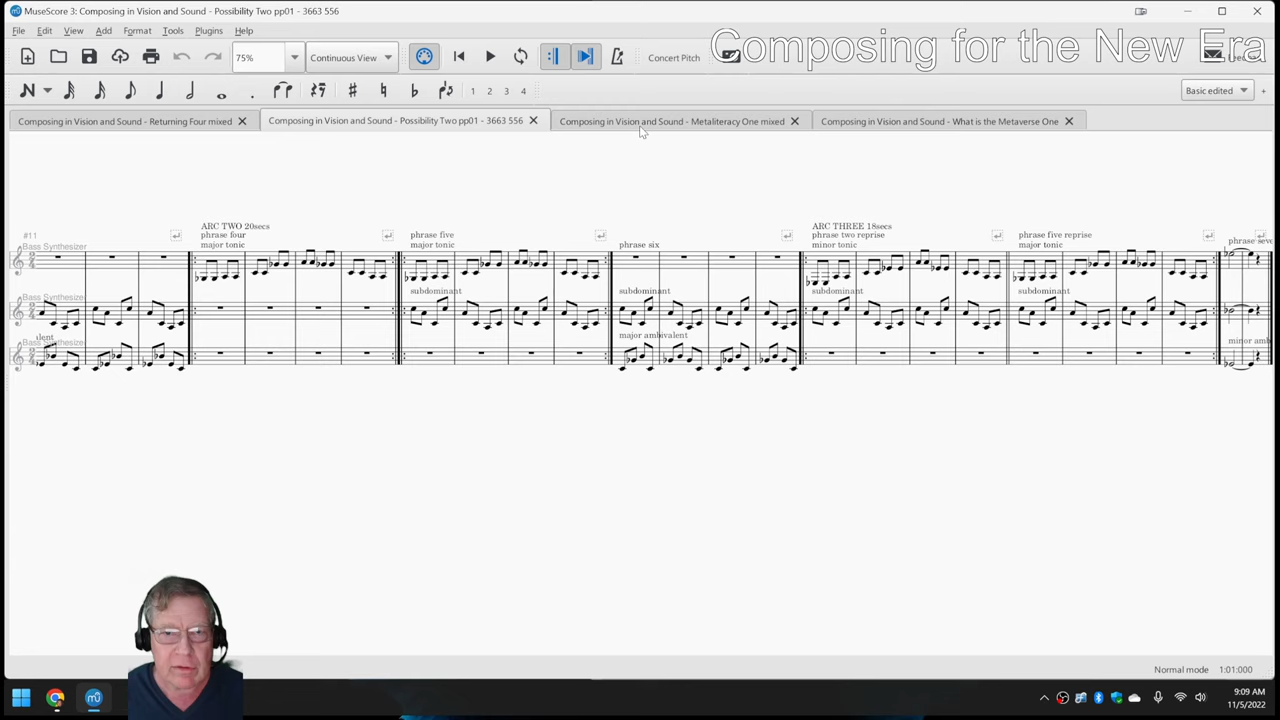 MuseScore 3: Composing in Vision and Sound - Possibility Two pp01 - 3663 556
File Edit View Add Format Tools Plugins Help
Composing for the New Era
75% Continuous View Concert Pitch
1 2 3 4 Basic edited
Composing in Vision and Sound - Returning Four mixed
Composing in Vision and Sound - Possibility Two pp01 - 3663 556
Composing in Vision and Sound - Metaliteracy One mixed
Composing in Vision and Sound - What is the Metaverse One
#11
ARC TWO 20secs
phrase four
major tonic
phrase five
major tonic
phrase six
ARC THREE 18secs
phrase two reprise
minor tonic
phrase five reprise
major tonic
phrase seve
Bass Synthesizer
subdominant
subdominant
subdominant
subdominant
Bass Synthesizer
major ambivalent
minor amb
alent
Bass Synthesizer
Normal mode 1:01:000
9:09 AM
11/5/2022